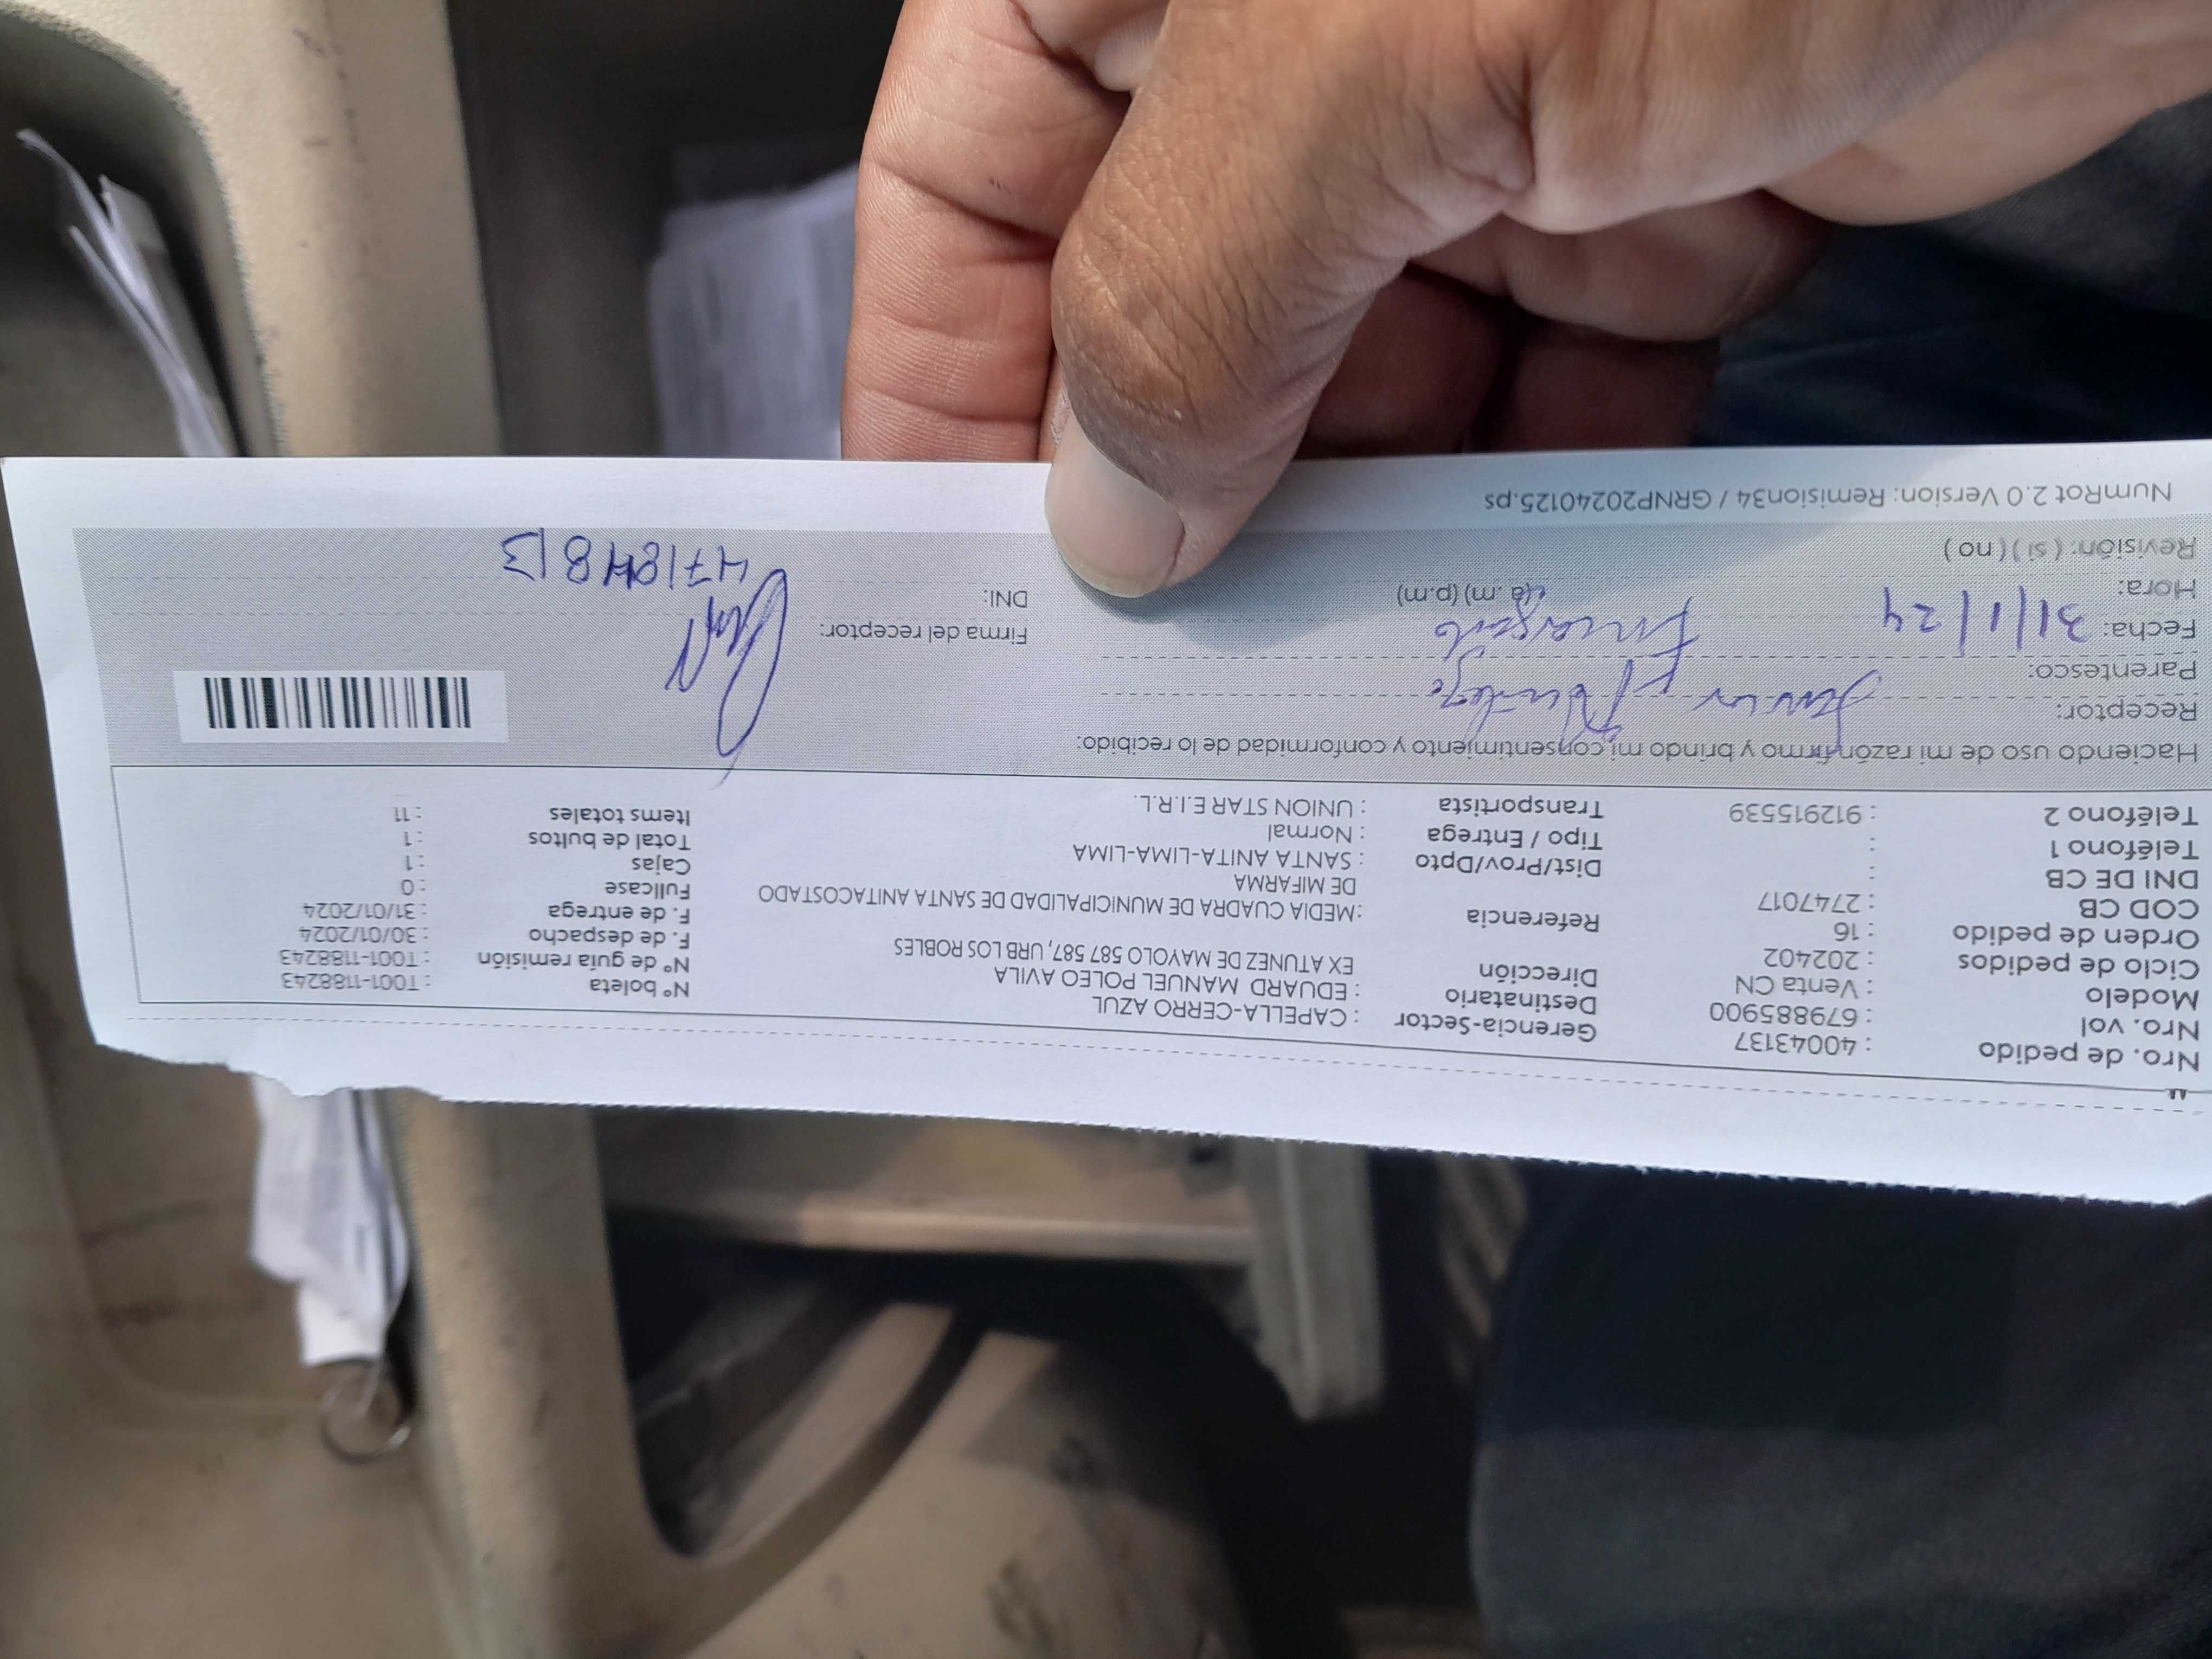 Nro. de pedido : 40043137 Gerencia-Sector : CAPELLA-CERRO AZUL Nº boleta : T001-1188243
Nro. vol : 679885900 Destinatario : EDUARD MANUEL POLEO AVILA Nº de guía remisión : T001-1188243
Modelo : Venta CN Dirección EX ATUNEZ DE MAYOLO 587 587, URB LOS ROBLES F. de despacho : 30/01/2024
Ciclo de pedidos : 202402 F. de entrega : 31/01/2024
Orden de pedido : 16 Referencia :MEDIA CUADRA DE MUNICIPALIDAD DE SANTA ANITACOSTADO Fullcase : 0
COD CB : 2747017 DE MIFARMA Cajas : 1
DNI DE CB : Dist/Prov/Dpto : SANTA ANITA-LIMA-LIMA Total de bultos : 1
Teléfono 1 : Tipo / Entrega : Normal Items totales : 11
Teléfono 2 : 912915539 Transportista : UNION STAR E.I.R.L.
Haciendo uso de mi razón firmo y brindo mi consentimiento y conformidad de lo recibido:
Receptor:
Parentesco:
Fecha: 31/1/24 Firma del receptor:
Hora: (a.m) (p.m) DNI:
Revisión: ( si ) ( no )
NumRot 2.0 Version: Remision34 / GRNP20240125.ps